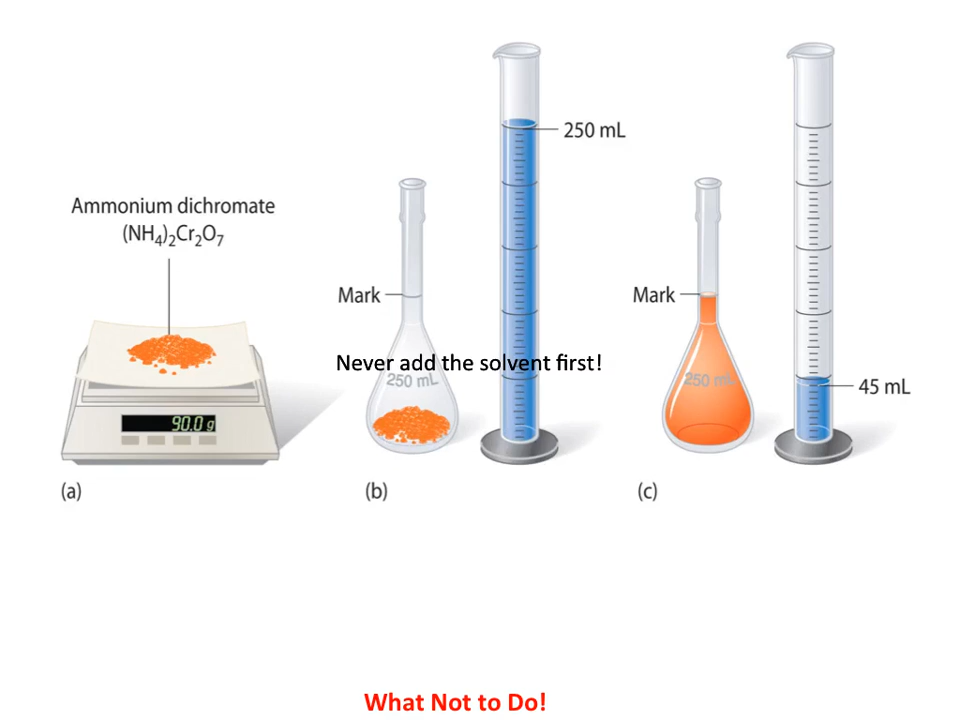 250 mL
Ammonium dichromate
(NH4)2Cr2O7
Mark
Mark
Never add the solvent first!
250 mL
250 mL
45 mL
90.0 g
(a)
(b)
(c)
What Not to Do!